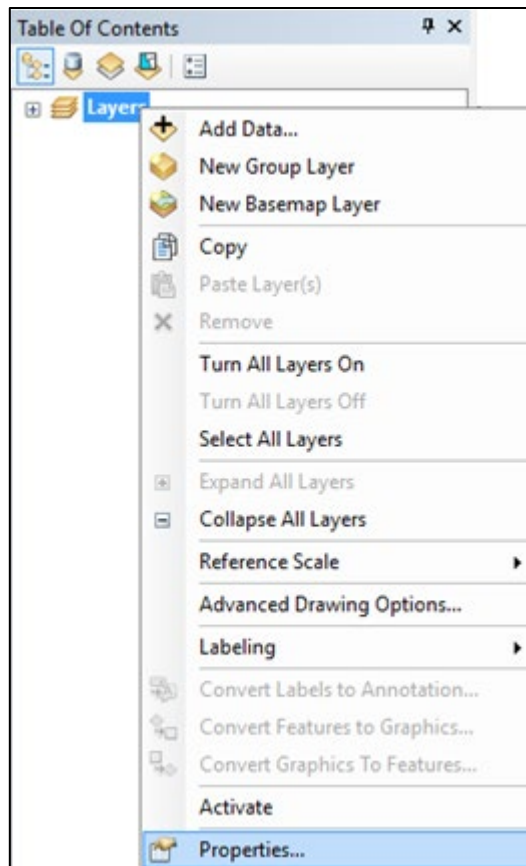 Table Of Contents
Layers
Add Data...
New Group Layer
New Basemap Layer
Copy
Paste Layer(s)
Remove
Turn All Layers On
Turn All Layers Off
Select All Layers
Expand All Layers
Collapse All Layers
Reference Scale
Advanced Drawing Options...
Labeling
Convert Labels to Annotation...
Convert Features to Graphics...
Convert Graphics To Features...
Activate
Properties...